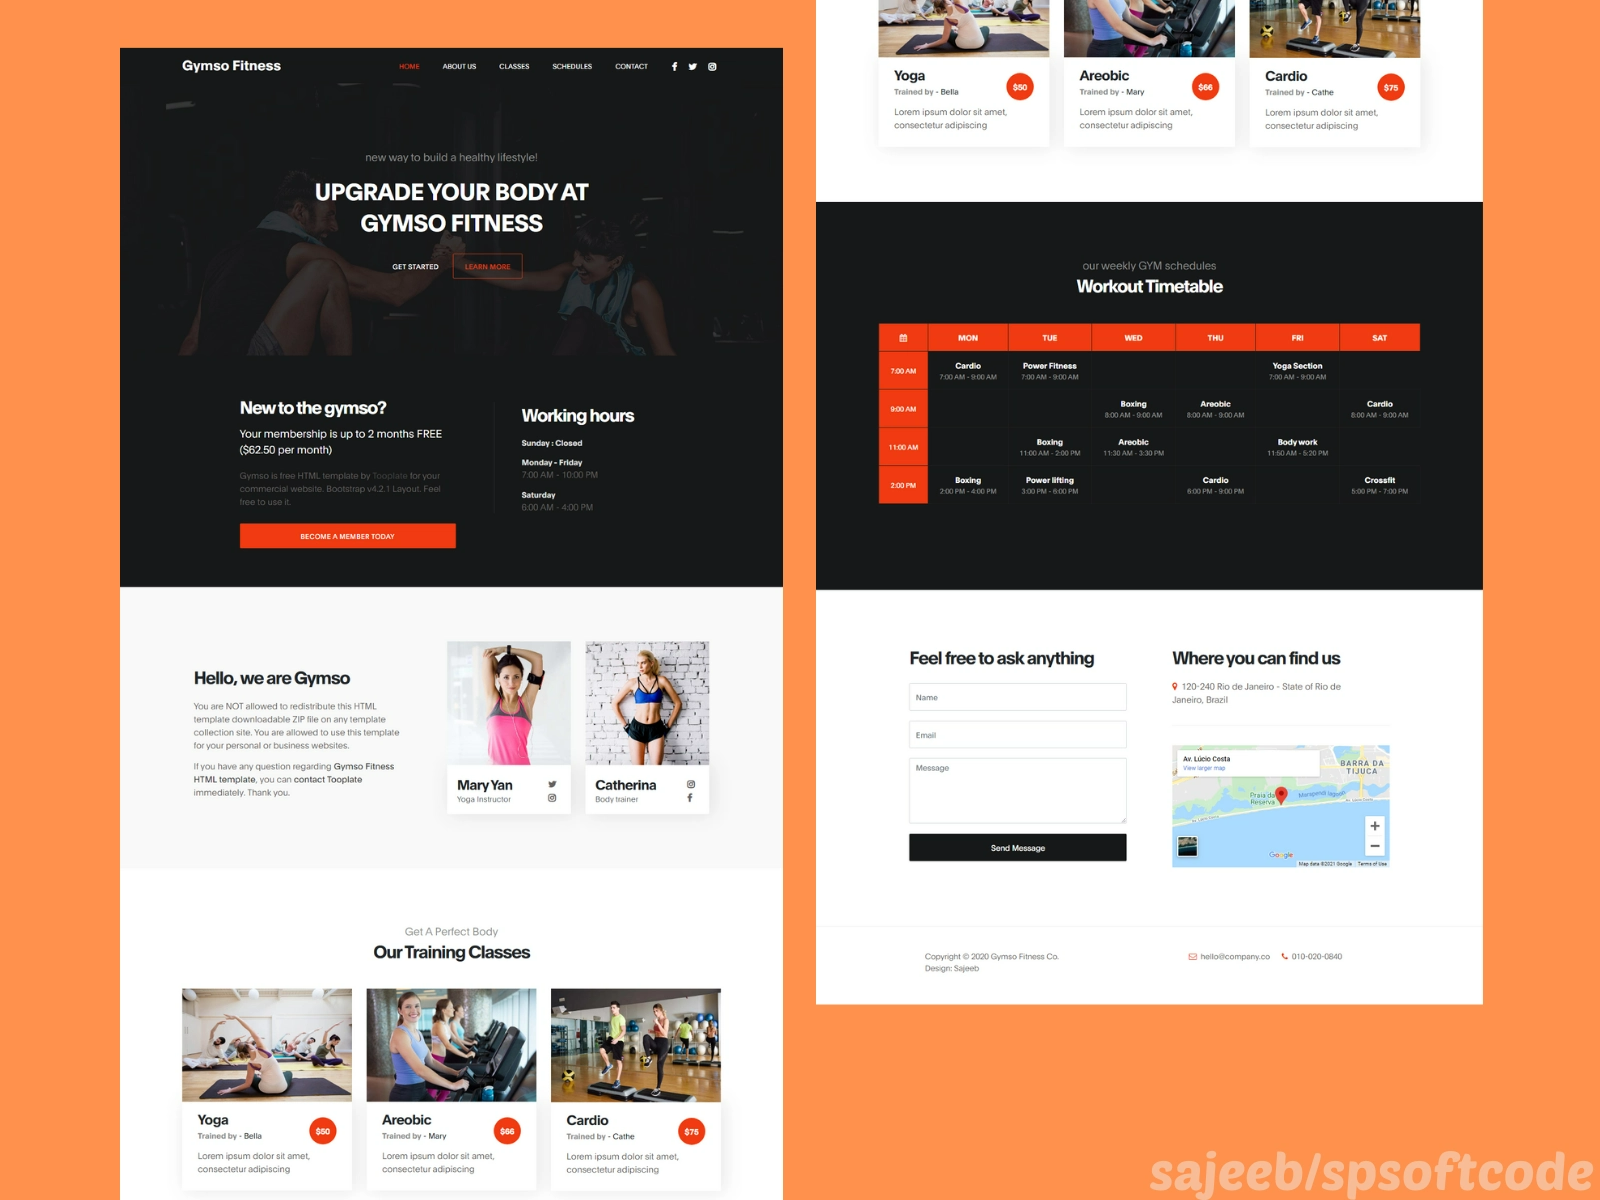 Gymso Fitness
HOME ABOUT US CLASSES SCHEDULES CONTACT
new way to build a healthy lifestyle!
UPGRADE YOUR BODY AT
GYMSO FITNESS
GET STARTED LEARN MORE
New to the gymso?
Your membership is up to 2 months FREE
($62.50 per month)
Gymso is free HTML template by Tooplate for your
commercial website. Bootstrap v4.2.1 Layout. Feel
free to use it.
BECOME A MEMBER TODAY
Working hours
Sunday : Closed
Monday - Friday
7:00 AM - 10:00 PM
Saturday
6:00 AM - 4:00 PM
Hello, we are Gymso
You are NOT allowed to redistribute this HTML
template downloadable ZIP file on any template
collection site. You are allowed to use this template
for your personal or business websites.
If you have any question regarding Gymso Fitness
HTML template, you can contact Tooplate
immediately. Thank you.
Mary Yan
Yoga Instructor
Catherina
Body trainer
Get A Perfect Body
Our Training Classes
Yoga
Trained by - Bella
$50
Lorem ipsum dolor sit amet,
consectetur adipiscing
Areobic
Trained by - Mary
$66
Lorem ipsum dolor sit amet,
consectetur adipiscing
Cardio
Trained by - Cathe
$75
Lorem ipsum dolor sit amet,
consectetur adipiscing
Yoga
Trained by - Bella
$50
Lorem ipsum dolor sit amet,
consectetur adipiscing
Areobic
Trained by - Mary
$66
Lorem ipsum dolor sit amet,
consectetur adipiscing
Cardio
Trained by - Cathe
$75
Lorem ipsum dolor sit amet,
consectetur adipiscing
our weekly GYM schedules
Workout Timetable
MON TUE WED THU FRI SAT
7:00 AM
Cardio Power Fitness Yoga Section
7:00 AM - 9:00 AM 7:00 AM - 9:00 AM 7:00 AM - 9:00 AM
9:00 AM
Boxing Areobic Cardio
8:00 AM - 9:00 AM 8:00 AM - 9:00 AM 8:00 AM - 9:00 AM
11:00 AM
Boxing Areobic Body work
11:00 AM - 2:00 PM 11:30 AM - 3:30 PM 11:50 AM - 5:20 PM
2:00 PM
Boxing Power lifting Cardio Crossfit
2:00 PM - 4:00 PM 3:00 PM - 6:00 PM 6:00 PM - 9:00 PM 5:00 PM - 7:00 PM
Feel free to ask anything
Name
Email
Message
Send Message
Where you can find us
120-240 Rio de Janeiro - State of Rio de
Janeiro, Brazil
Av. Lúcio Costa
View larger map
BARRA DA
TIJUCA
Praia da
Reserva
Marapendi lagoon
Av. Lúcio Costa
Google
Map data ©2021 Google Terms of Use
Copyright © 2020 Gymso Fitness Co.
Design: Sajeeb
hello@company.co 010-020-0840
sajeeb/spsoftcode